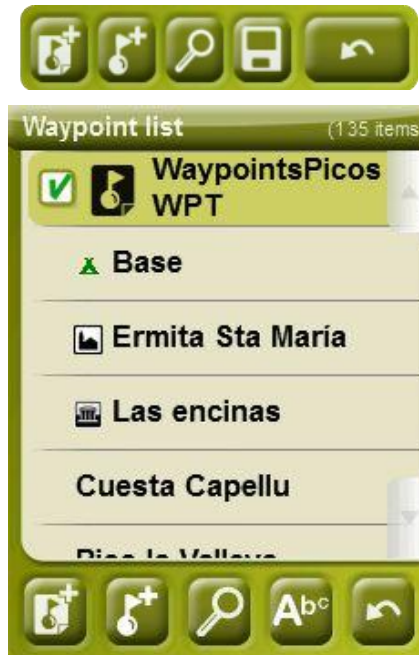 Waypoint list (135 items
WaypointsPicos
WPT
Base
Ermita Sta María
Las encinas
Cuesta Capellu
Abc